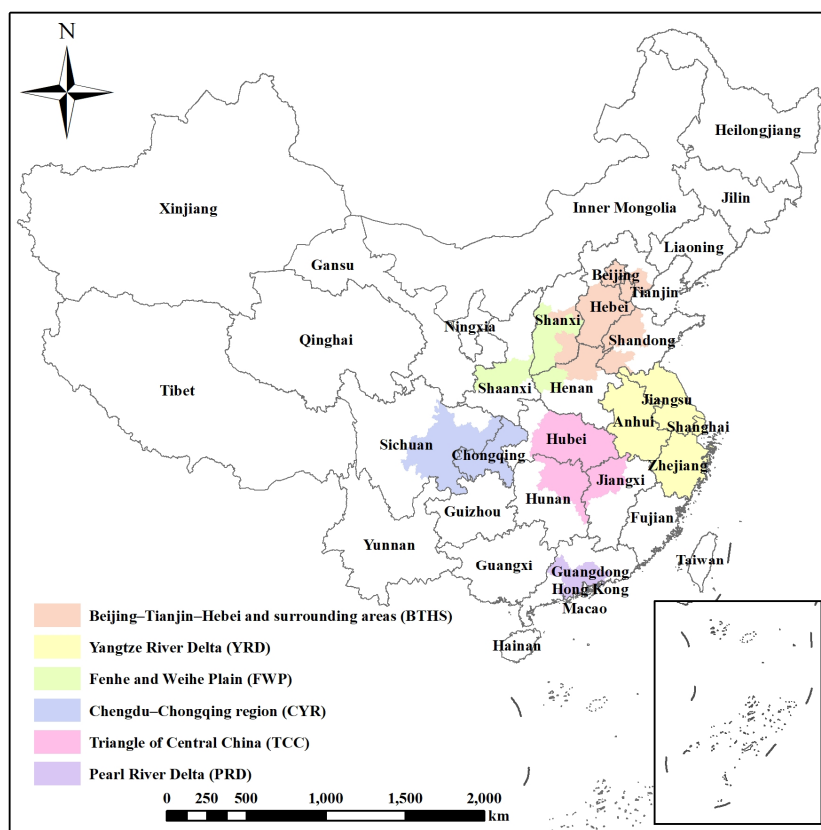 N
Heilongjiang
Jilin
Xinjiang
Inner Mongolia
Liaoning
Gansu
Beijing
Tianjin
Hebei
Ningxia
Shanxi
Qinghai
Shandong
Tibet
Shaanxi
Henan
Jiangsu
Anhui
Shanghai
Sichuan
Hubei
Chongqing
Zhejiang
Jiangxi
Hunan
Guizhou
Fujian
Yunnan
Guangxi
Taiwan
Guangdong
Hong Kong
Macao
Hainan
Beijing–Tianjin–Hebei and surrounding areas (BTHS)
Yangtze River Delta (YRD)
Fenhe and Weihe Plain (FWP)
Chengdu–Chongqing region (CYR)
Triangle of Central China (TCC)
Pearl River Delta (PRD)
0 250 500 1,000 1,500 2,000
km